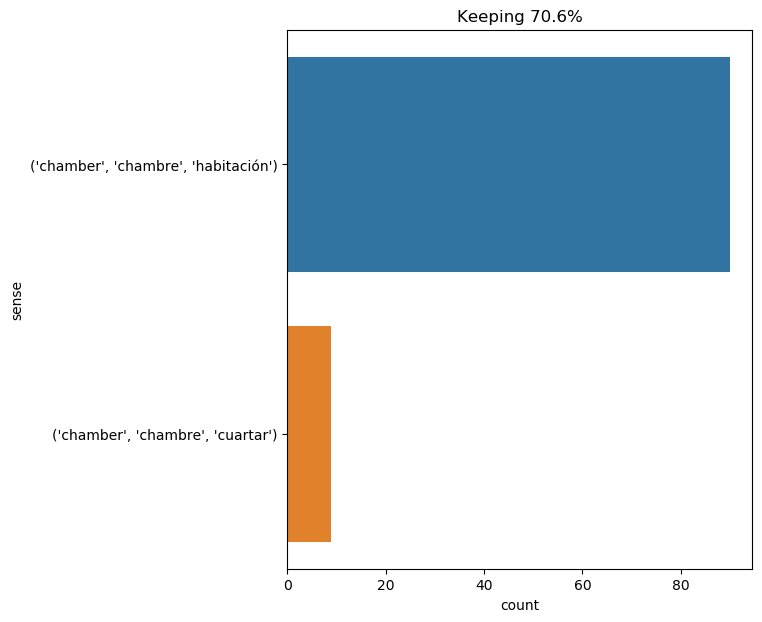 Keeping 70.6%
('chamber', 'chambre', 'habitación')
('chamber', 'chambre', 'cuartar')
sense
0 20 40 60 80
count